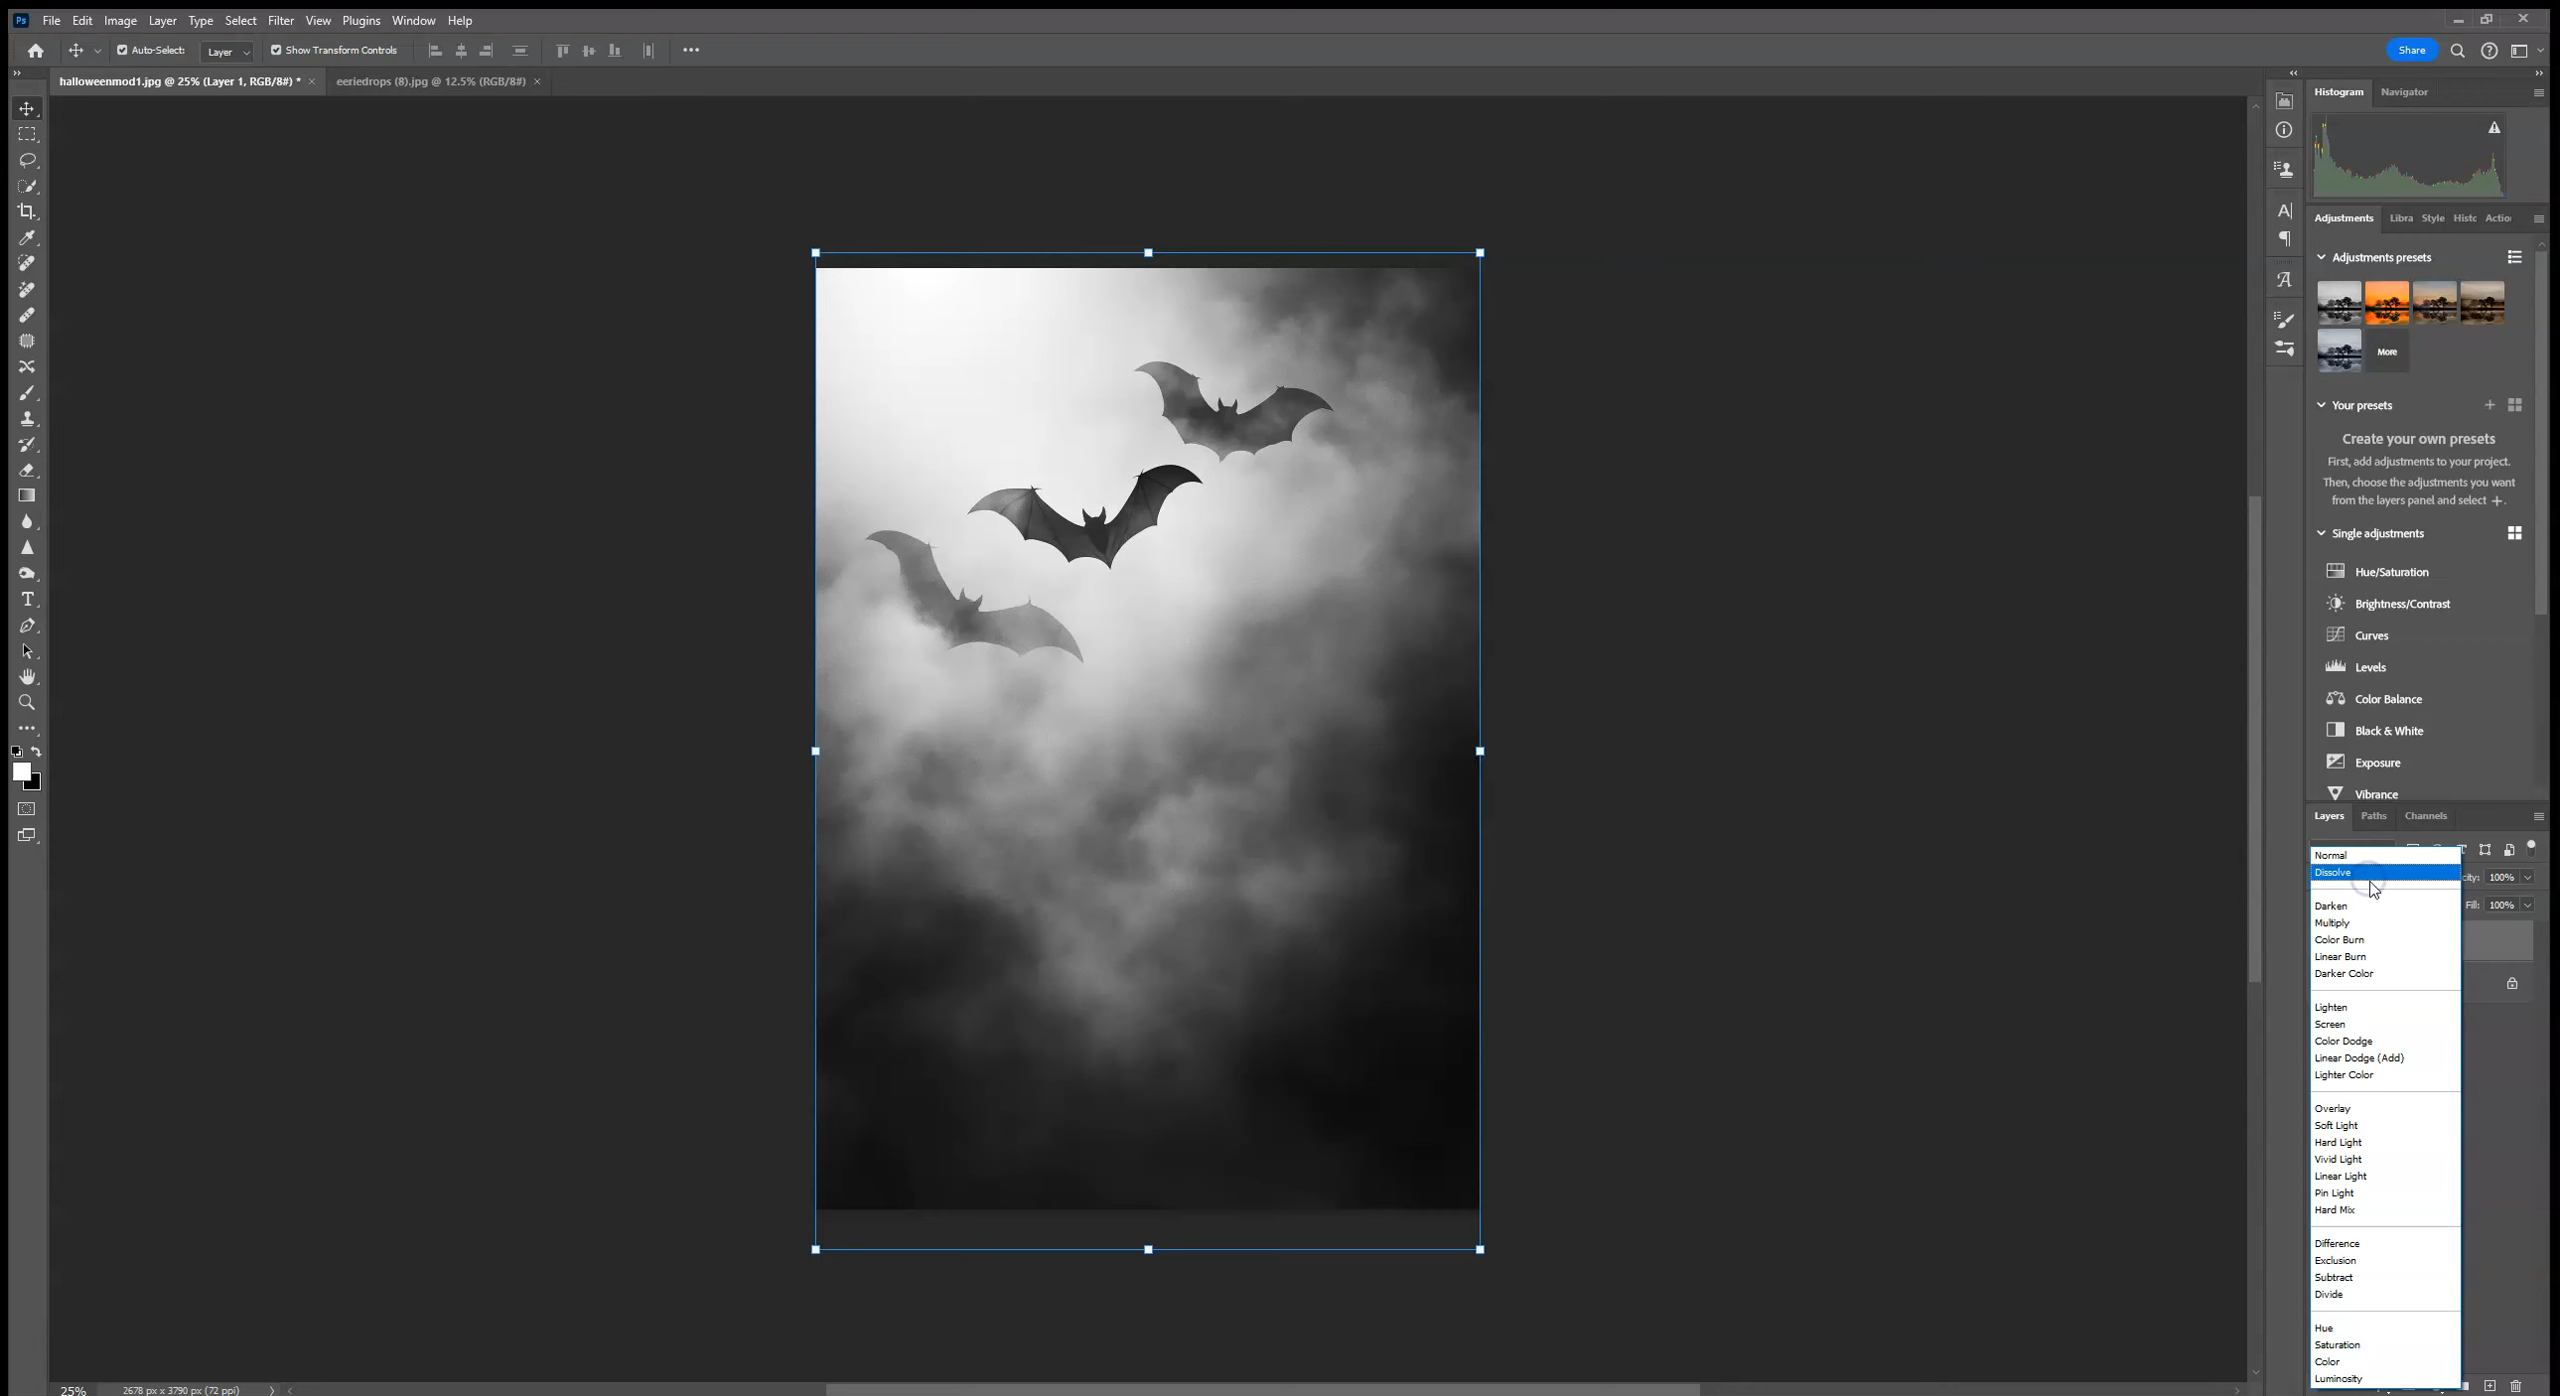 Ps File Edit Image Layer Type Select Filter View Plugins Window Help
Auto-Select: Layer Show Transform Controls Share
halloweenmod1.jpg @ 25% (Layer 1, RGB/8#) * eeriedrops (8).jpg @ 12.5% (RGB/8#)
Histogram Navigator
Adjustments Libra Style Histc Actio
Adjustments presets
More
Your presets
Create your own presets
First, add adjustments to your project.
Then, choose the adjustments you want
from the layers panel and select +.
Single adjustments
Hue/Saturation
Brightness/Contrast
Curves
Levels
Color Balance
Black & White
Exposure
Vibrance
Layers Paths Channels
Normal
Dissolve
city: 100%
Darken
Fill: 100%
Multiply
Color Burn
Linear Burn
Darker Color
Lighten
Screen
Color Dodge
Linear Dodge (Add)
Lighter Color
Overlay
Soft Light
Hard Light
Vivid Light
Linear Light
Pin Light
Hard Mix
Difference
Exclusion
Subtract
Divide
Hue
Saturation
Color
Luminosity
25% 2678 px x 3790 px (72 ppi)